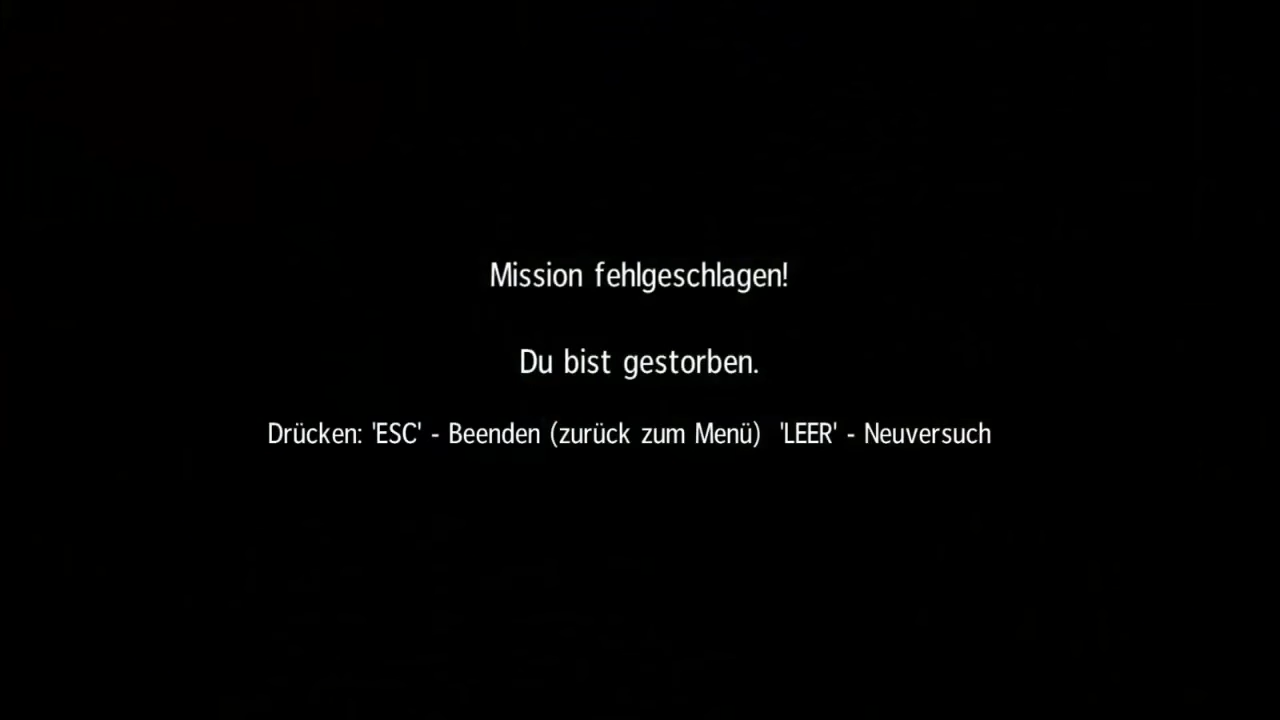 Mission fehlgeschlagen!
Du bist gestorben.
Drücken: 'ESC' - Beenden (zurück zum Menü)  'LEER' - Neuversuch